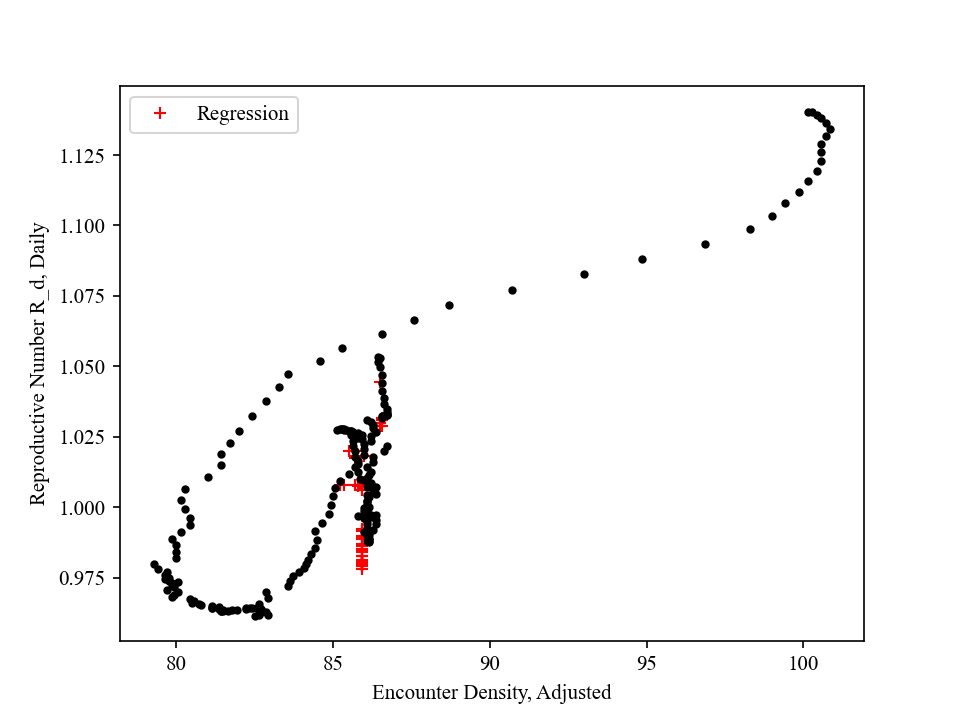 Regression
1.125
1.100
1.075
1.050
1.025
1.000
0.975
Reproductive Number R_d, Daily
80 85 90 95 100
Encounter Density, Adjusted